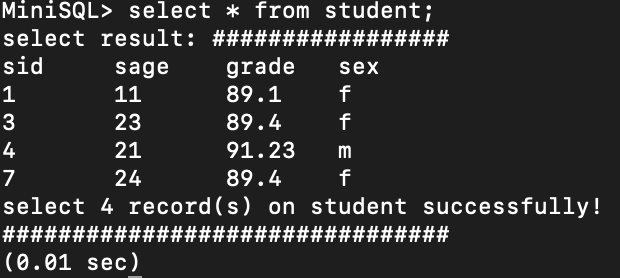 MiniSQL> select * from student;
select result: #################
sid     sage    grade   sex
1       11      89.1    f
3       23      89.4    f
4       21      91.23   m
7       24      89.4    f
select 4 record(s) on student successfully!
################################
(0.01 sec)